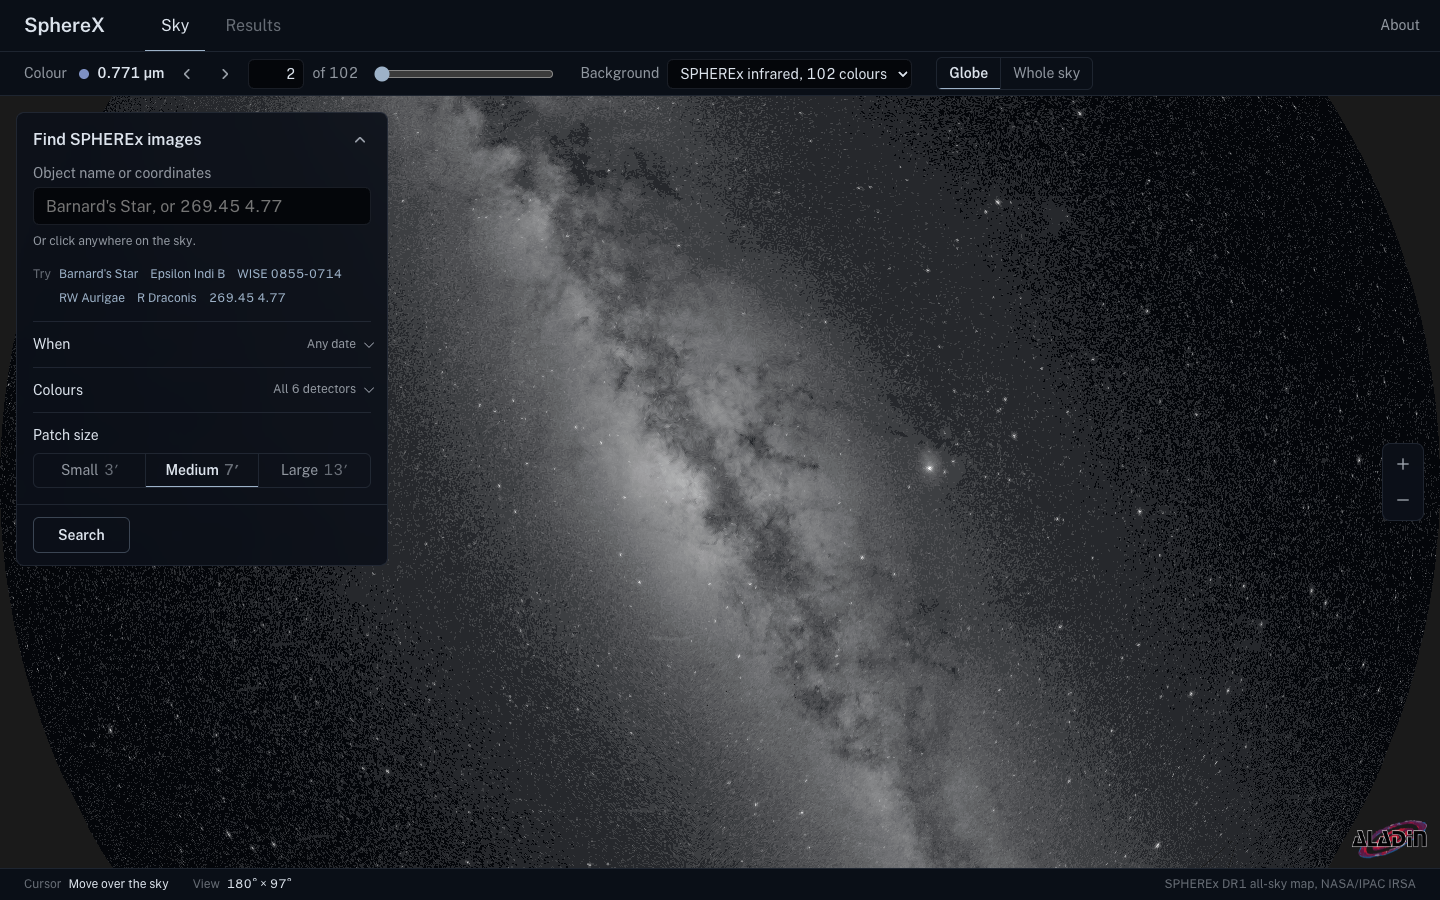 SphereX Sky Results About
Colour 0.771 µm 2 of 102 Background SPHEREx infrared, 102 colours Globe Whole sky
Find SPHEREx images
Object name or coordinates
Barnard's Star, or 269.45 4.77
Or click anywhere on the sky.
Try Barnard's Star Epsilon Indi B WISE 0855-0714
RW Aurigae R Draconis 269.45 4.77
When Any date
Colours All 6 detectors
Patch size
Small 3′ Medium 7′ Large 13′
Search
ALADIN
Cursor Move over the sky View 180° × 97° SPHEREx DR1 all-sky map, NASA/IPAC IRSA